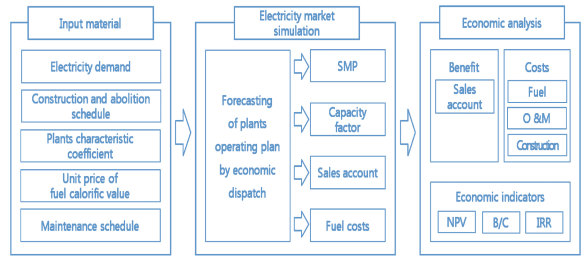 Input material
Electricity demand
Construction and abolition
schedule
Plants characteristic
coefficient
Unit price of
fuel calorific value
Maintenance schedule
Electricity market
simulation
Forecasting
of plants
operating plan
by economic
dispatch
SMP
Capacity
factor
Sales account
Fuel costs
Economic analysis
Benefit
Sales
account
Costs
Fuel
O &M
Construction
Economic indicators
NPV
B/C
IRR